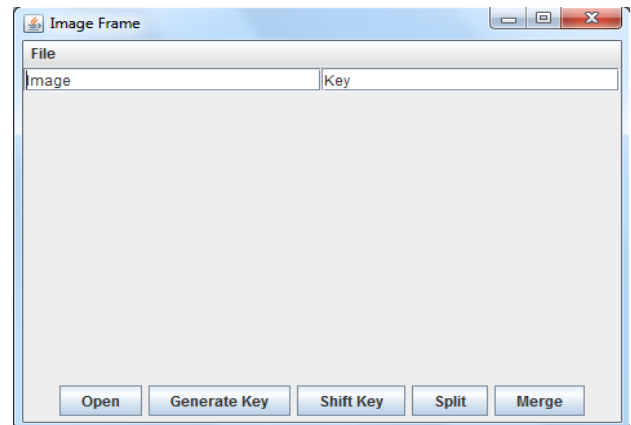 Image Frame
File
Image Key
Open Generate Key Shift Key Split Merge